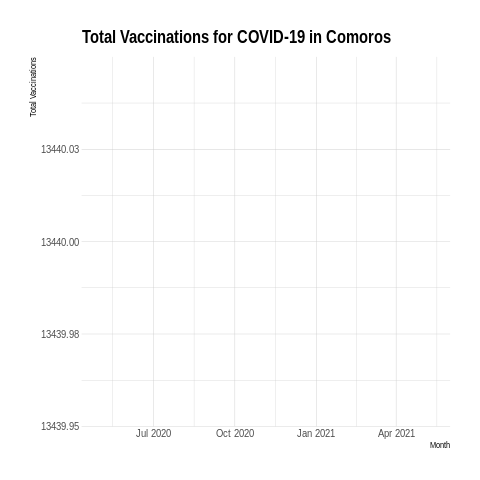 Total Vaccinations for COVID-19 in Comoros
Total Vaccinations
13440.03
13440.00
13439.98
13439.95
Jul 2020 Oct 2020 Jan 2021 Apr 2021
Month